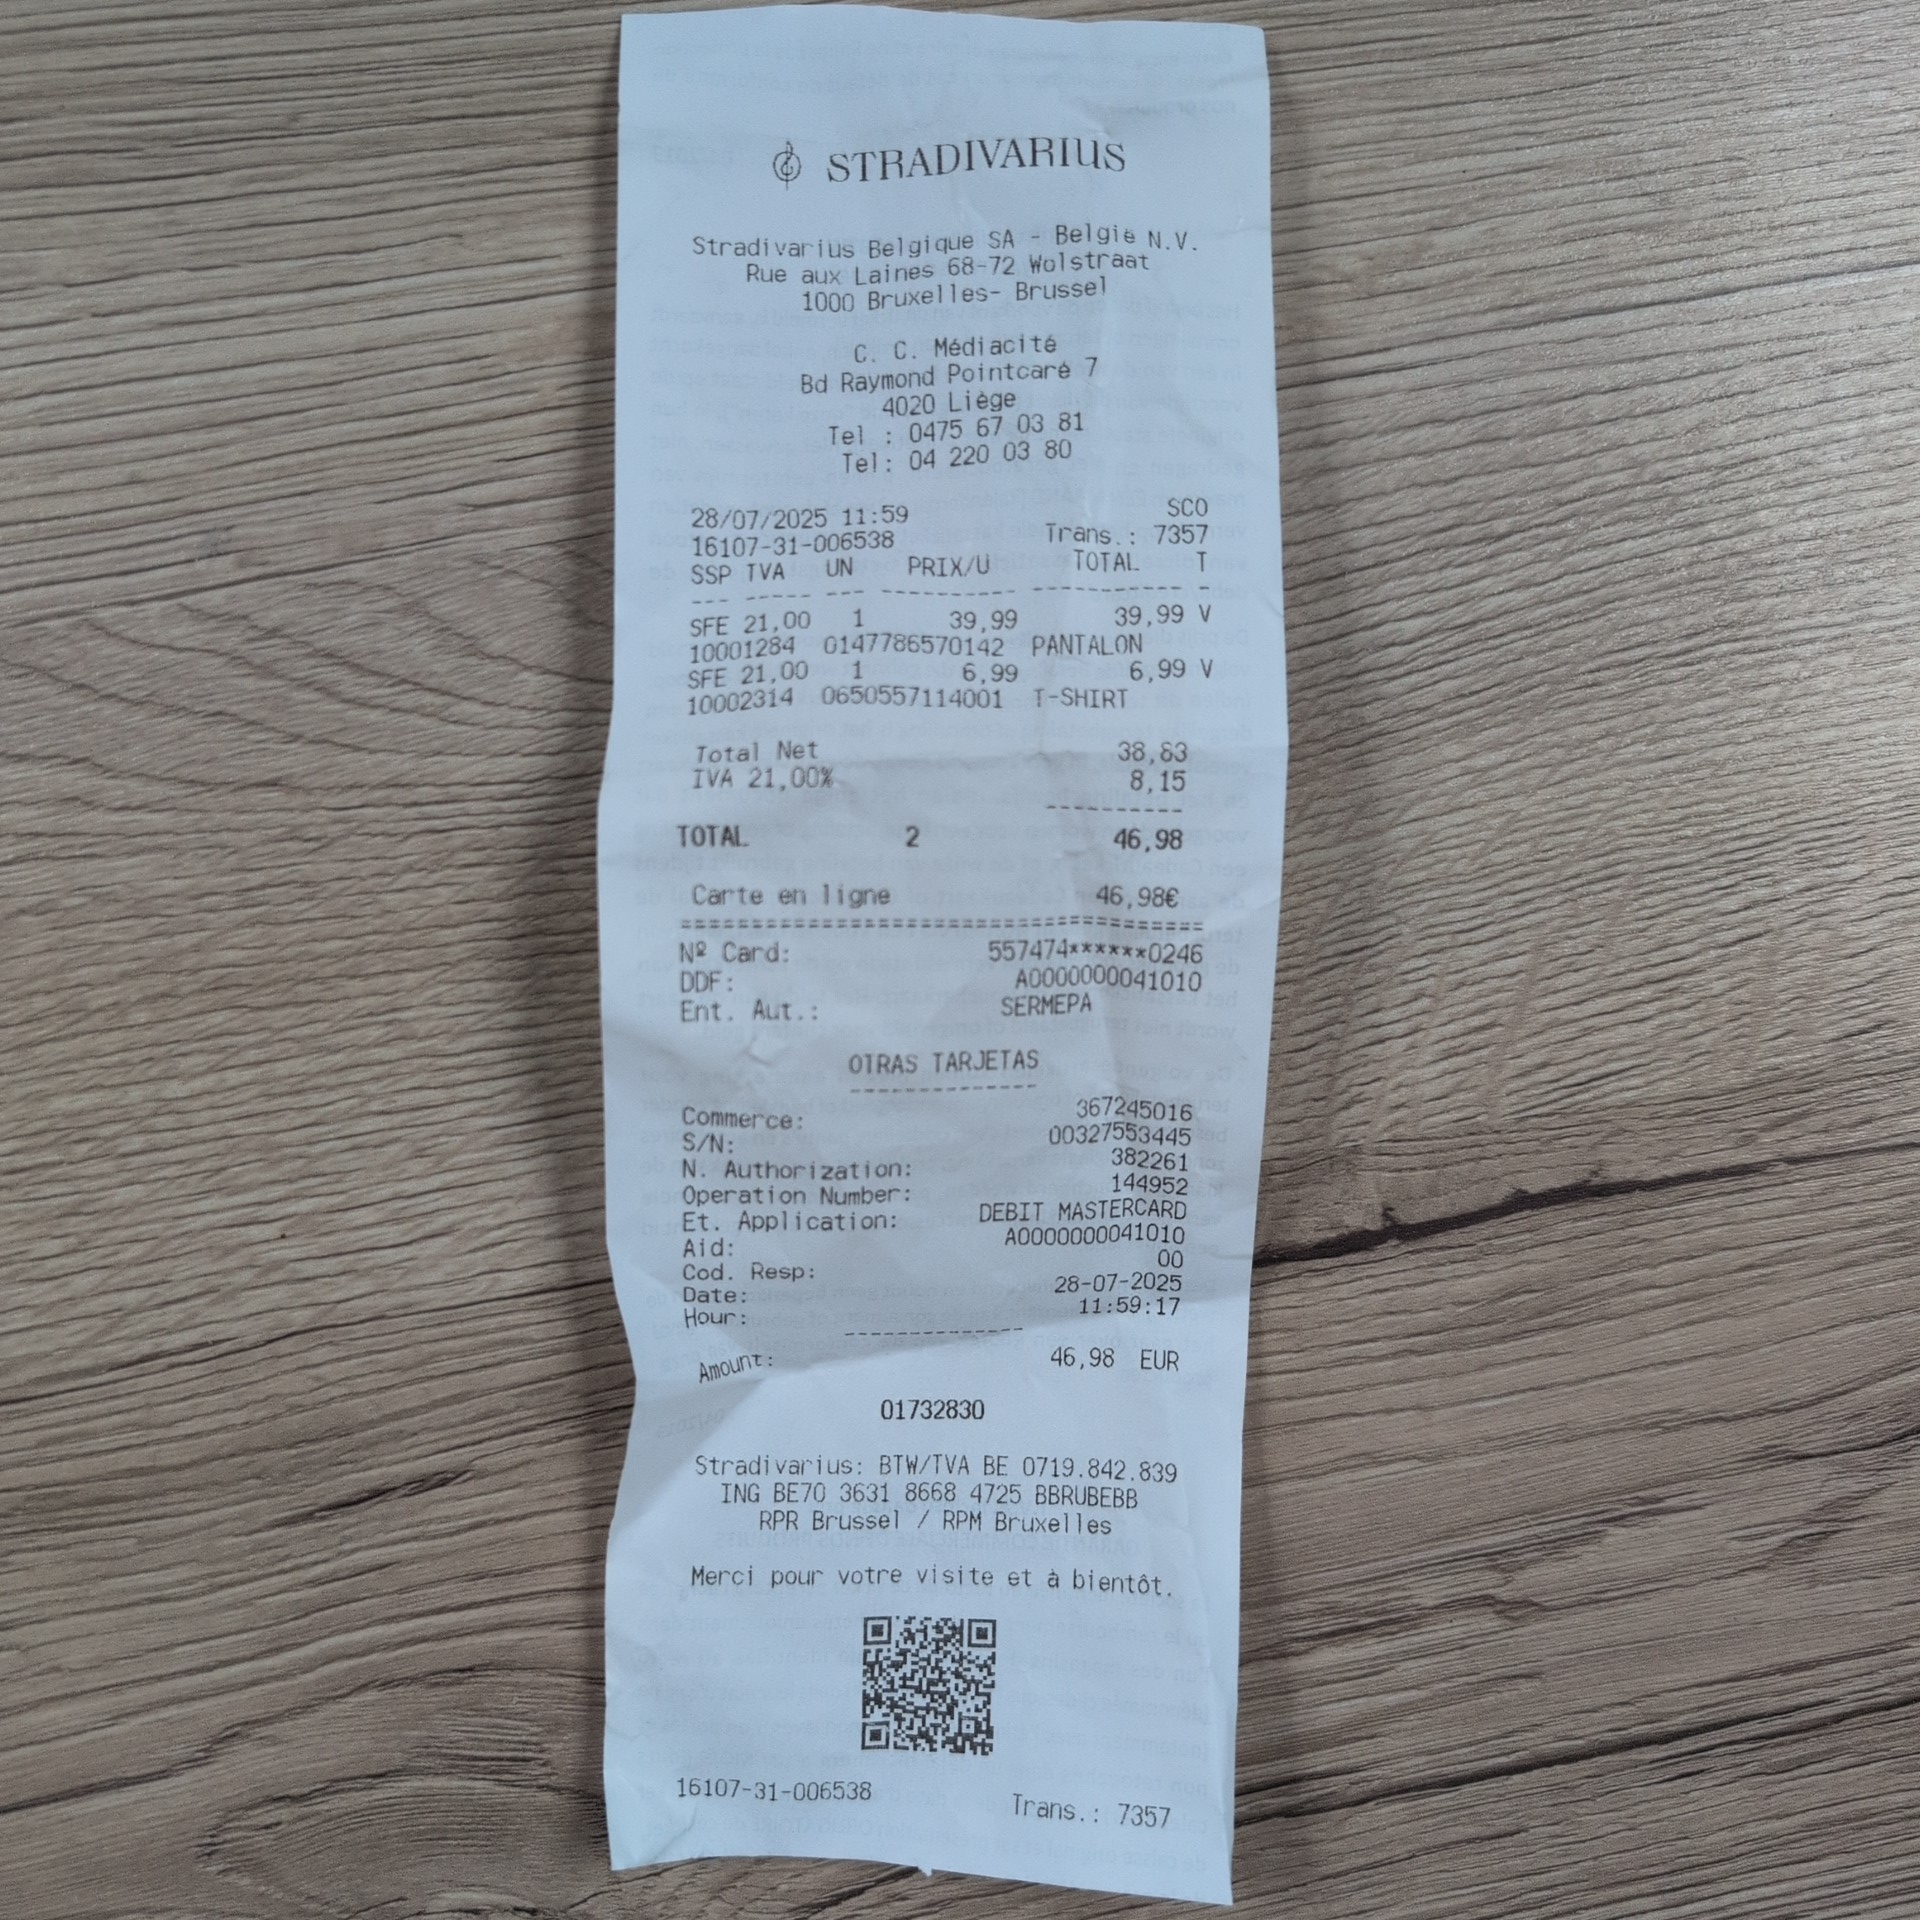 STRADIVARIUS
Stradivarius Belgique SA - België N.V.
Rue aux Laines 68-72 Wolstraat
1000 Bruxelles- Brussel
C. C. Médiacité
Bd Raymond Pointcaré 7
4020 Liège
Tel : 0475 67 03 81
Tel: 04 220 03 80
28/07/2025 11:59 SCO
16107-31-006538 Trans.: 7357
SSP TVA UN PRIX/U TOTAL T
SFE 21,00 1 39,99 39,99 V
10001284 0147786570142 PANTALON
SFE 21,00 1 6,99 6,99 V
10002314 0650557114001 T-SHIRT
Total Net 38,83
IVA 21,00% 8,15
TOTAL 2 46,98
Carte en ligne 46,98€
Nº Card: 557474******0246
DDF: A0000000041010
Ent. Aut.: SERMEPA
OTRAS TARJETAS
Commerce: 367245016
S/N: 00327553445
N. Authorization: 382261
Operation Number: 144952
Et. Application: DEBIT MASTERCARD
Aid: A0000000041010
Cod. Resp: 00
Date: 28-07-2025
Hour: 11:59:17
Amount: 46,98 EUR
01732830
Stradivarius: BTW/TVA BE 0719.842.839
ING BE70 3631 8668 4725 BBRUBEBB
RPR Brussel / RPM Bruxelles
Merci pour votre visite et à bientôt.
16107-31-006538 Trans.: 7357